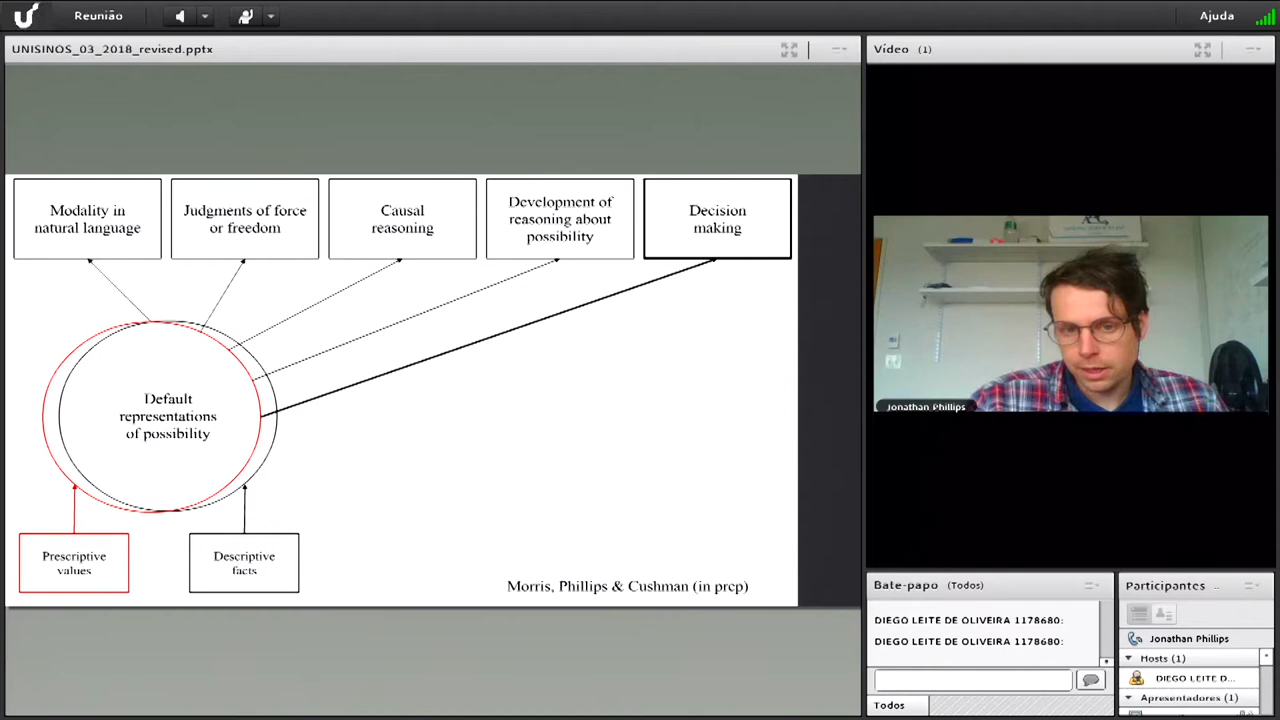 Reunião
Ajuda
UNISINOS_03_2018_revised.pptx
Modality in
natural language
Judgments of force
or freedom
Causal
reasoning
Development of
reasoning about
possibility
Decision
making
Default
representations
of possibility
Prescriptive
values
Descriptive
facts
Morris, Phillips & Cushman (in prep)
Vídeo (1)
Jonathan Phillips
Bate-papo (Todos)
DIEGO LEITE DE OLIVEIRA 1178680:
DIEGO LEITE DE OLIVEIRA 1178680:
Todos
Participantes ..
Jonathan Phillips
Hosts (1)
DIEGO LEITE D...
Apresentadores (1)